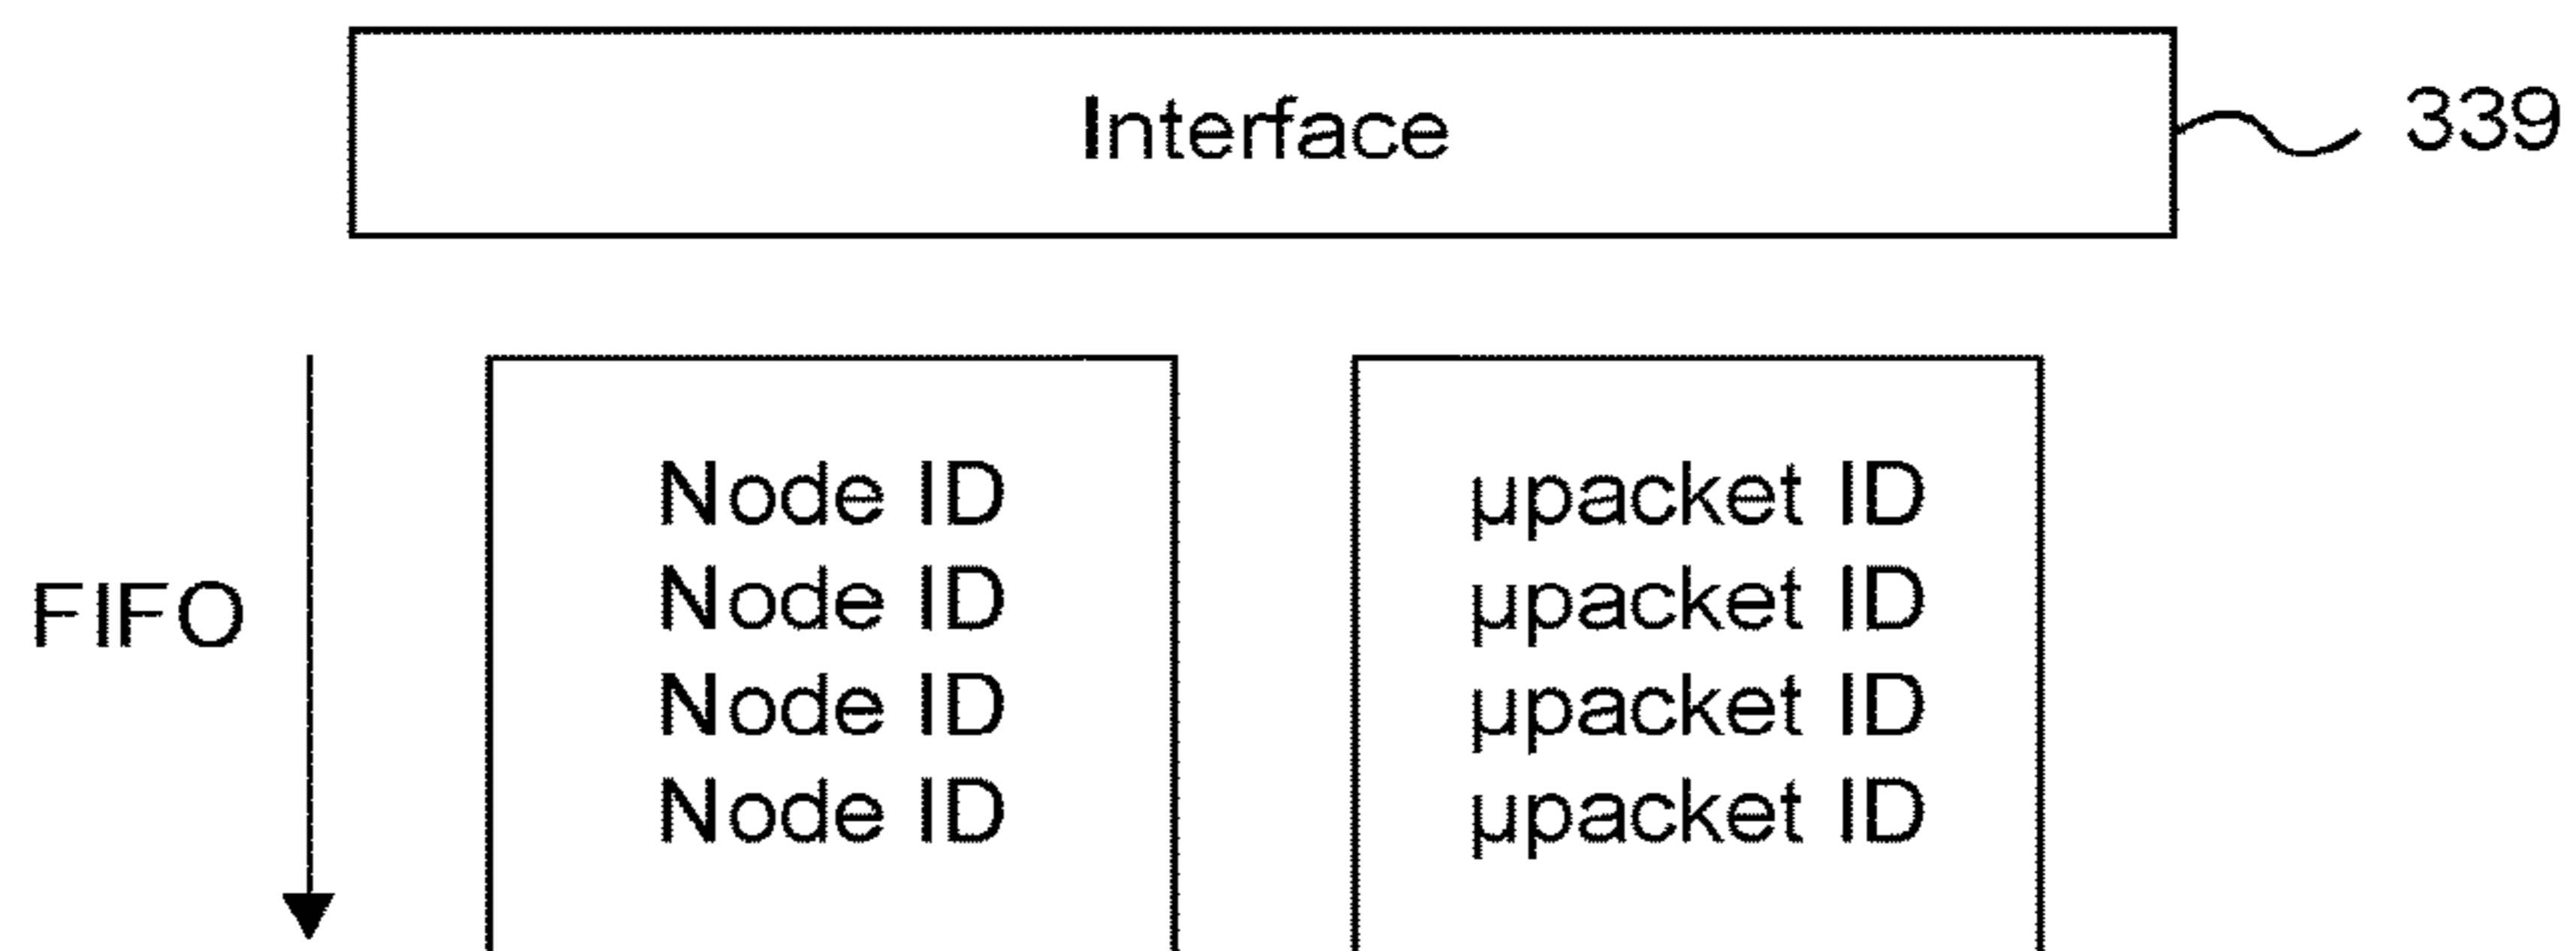 Interface
339
FIFO
Node ID
Node ID
Node ID
Node ID
µpacket ID
µpacket ID
µpacket ID
µpacket ID